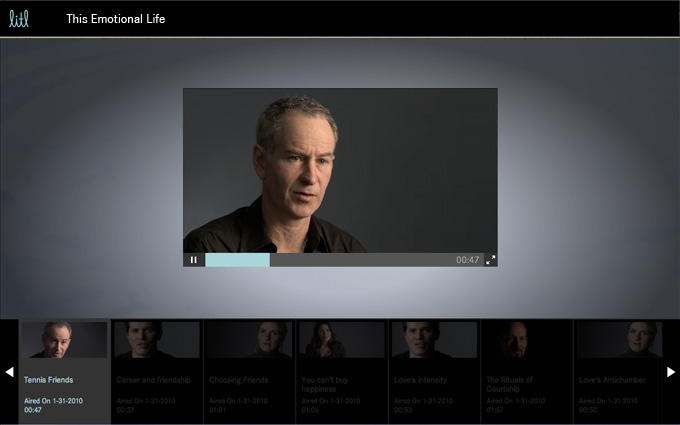 litl
This Emotional Life
00:47
Tennis Friends
Aired On 1-31-2010
00:47
Career and friendship
Aired On 1-31-2010
00:37
Choosing Friends
Aired On 1-31-2010
01:01
You can't buy
happiness
Aired On 1-31-2010
01:06
Love's Intensity
Aired On 1-31-2010
00:53
The Rituals of
Courtship
Aired On 1-31-2010
01:57
Love's Antichamber
Aired On 1-31-2010
00:50